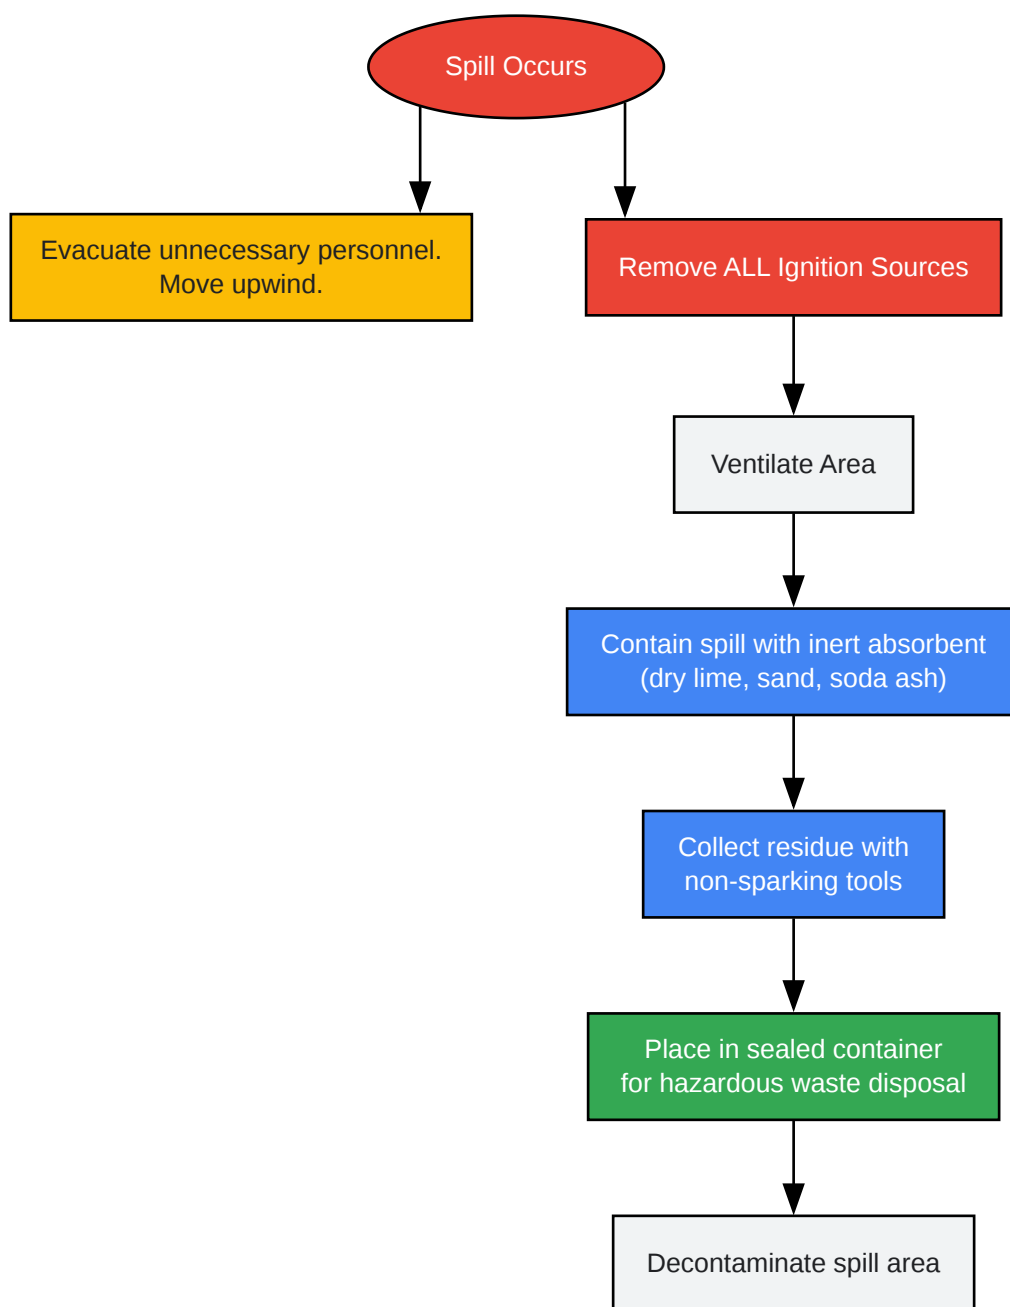 Spill Occurs
Evacuate unnecessary personnel.
Move upwind.
Remove ALL Ignition Sources
Ventilate Area
Contain spill with inert absorbent
(dry lime, sand, soda ash)
Collect residue with
non-sparking tools
Place in sealed container
for hazardous waste disposal
Decontaminate spill area